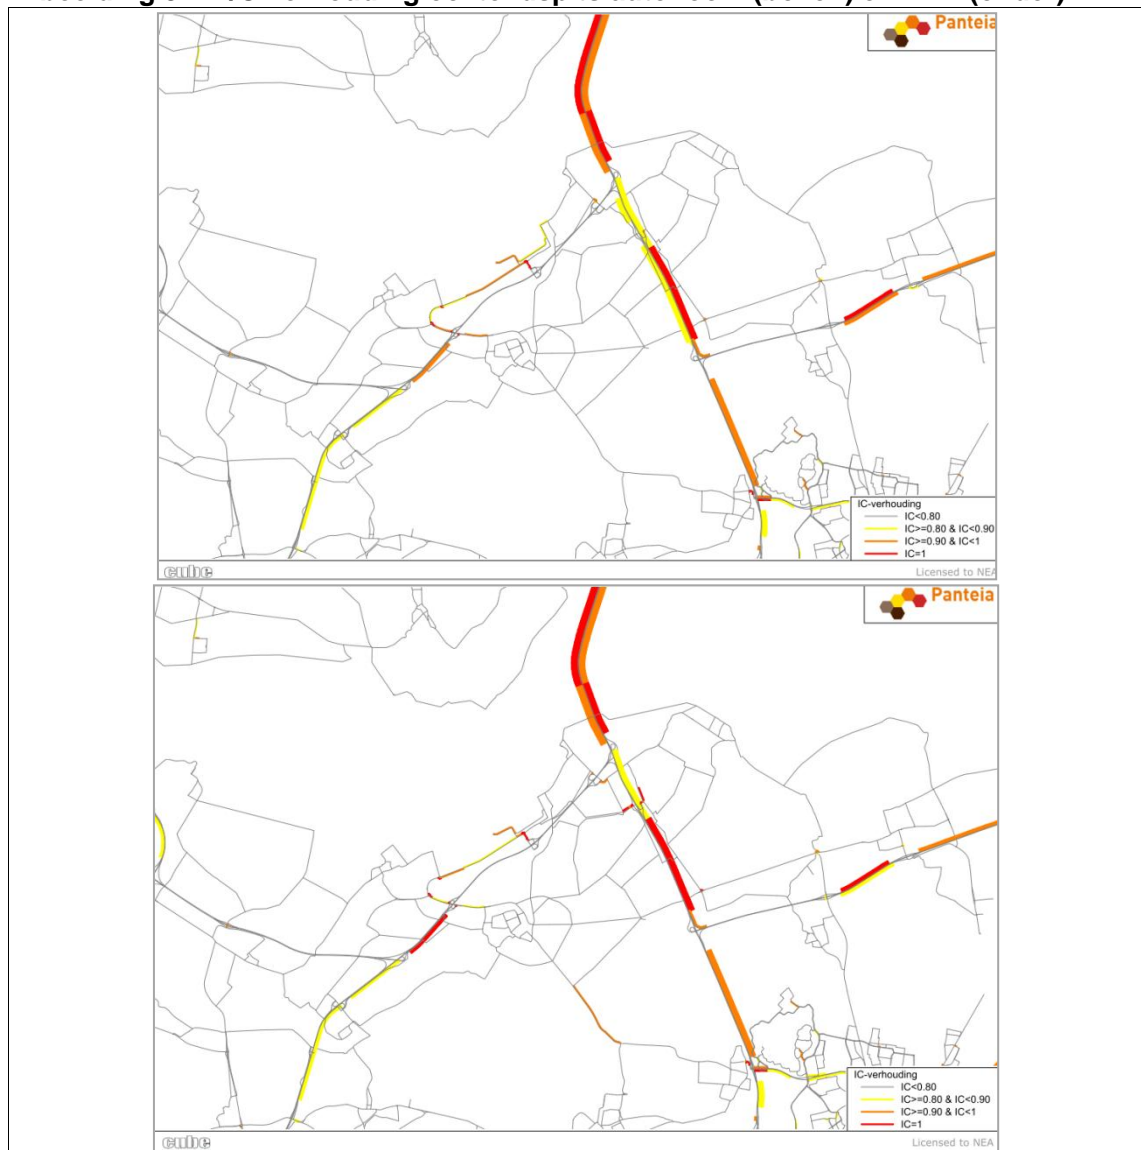 Panteia
IC-verhouding
IC<0.80
IC>=0.80 & IC<0.90
IC>=0.90 & IC<1
IC=1
cube
Licensed to NEA
Panteia
IC-verhouding
IC<0.80
IC>=0.80 & IC<0.90
IC>=0.90 & IC<1
IC=1
cube
Licensed to NEA